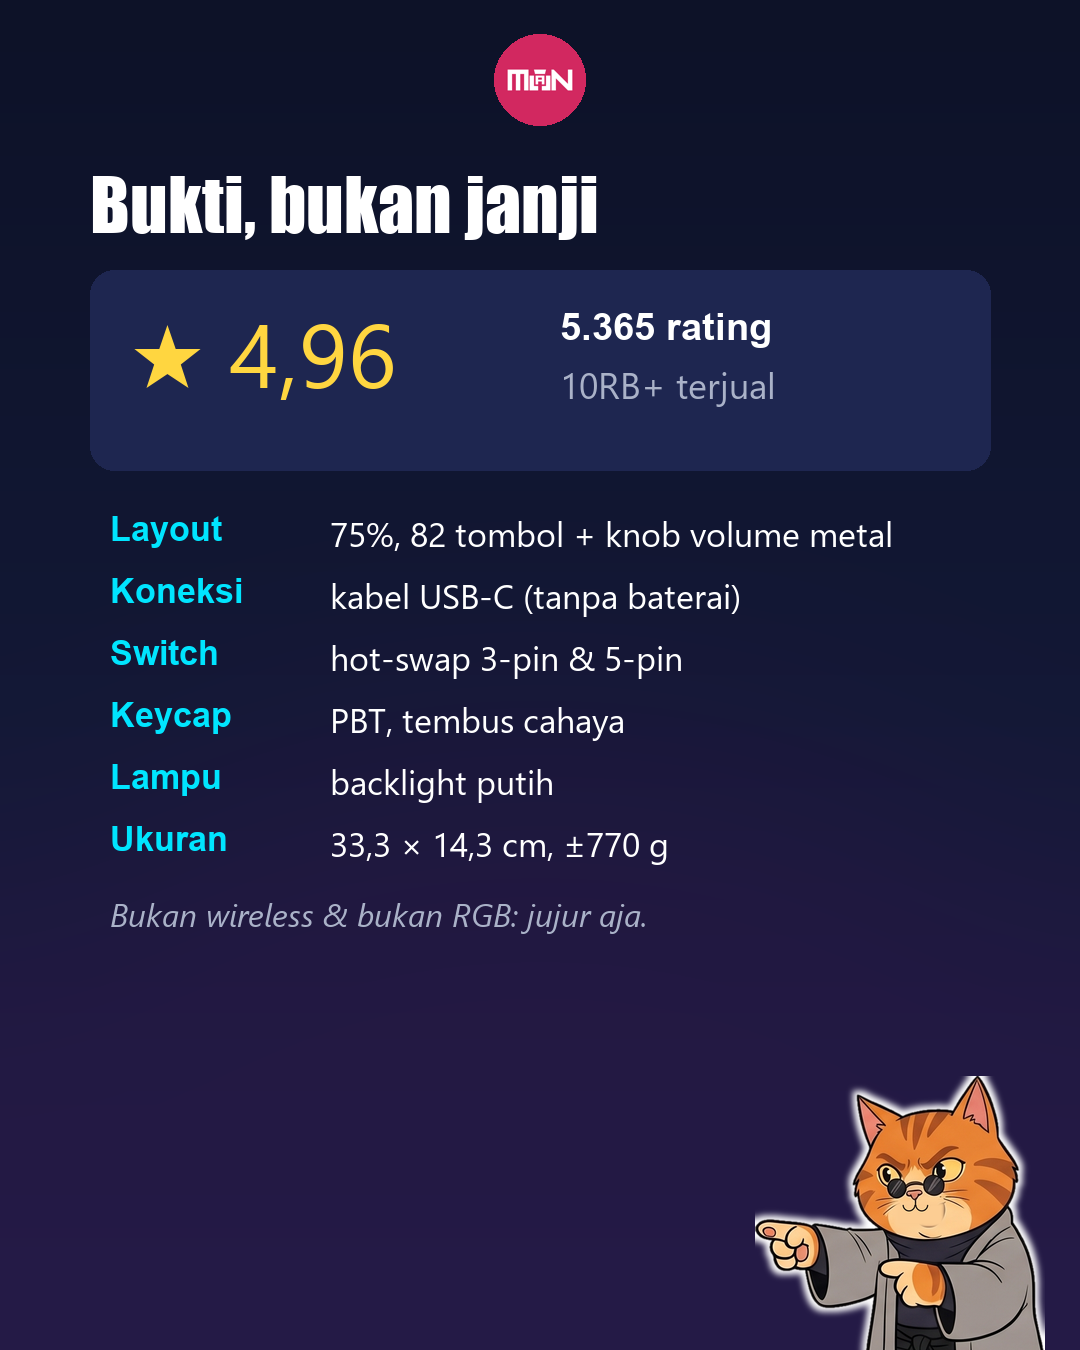 MAIN
Bukti, bukan janji
★ 4,96
5.365 rating
10RB+ terjual
Layout 75%, 82 tombol + knob volume metal
Koneksi kabel USB-C (tanpa baterai)
Switch hot-swap 3-pin & 5-pin
Keycap PBT, tembus cahaya
Lampu backlight putih
Ukuran 33,3 × 14,3 cm, ±770 g
Bukan wireless & bukan RGB: jujur aja.